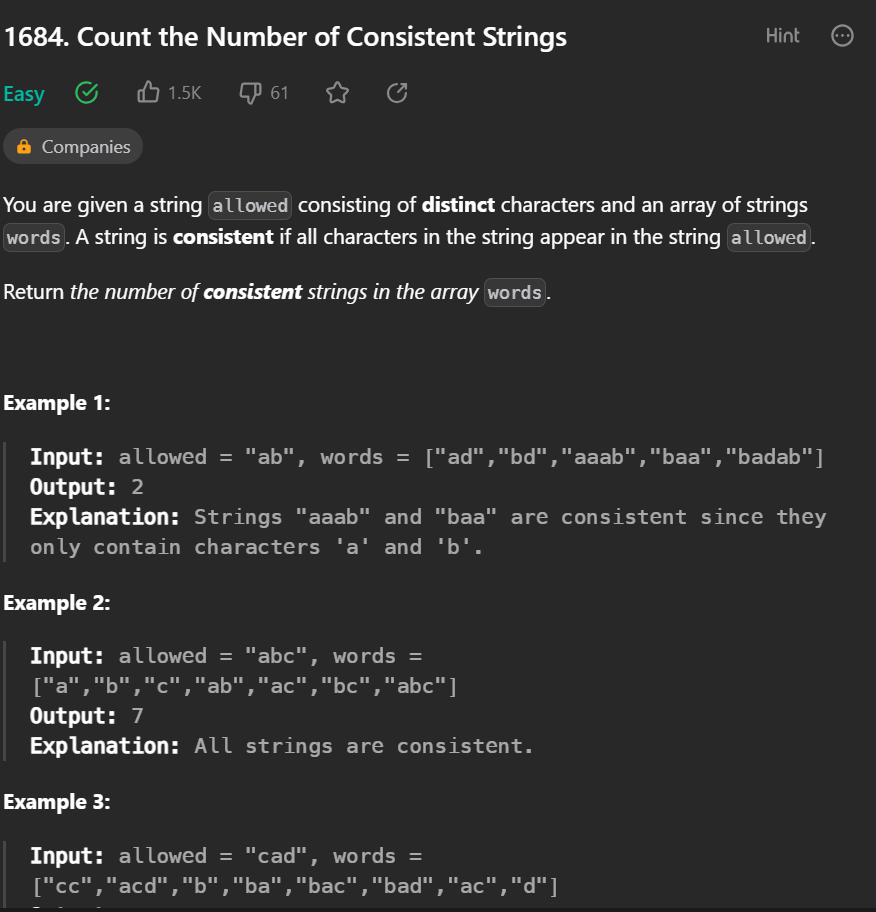 1684. Count the Number of Consistent Strings
Hint
Easy
1.5K
61
Companies
You are given a string allowed consisting of distinct characters and an array of strings
words. A string is consistent if all characters in the string appear in the string allowed.
Return the number of consistent strings in the array words.
Example 1:
Input: allowed = "ab", words = ["ad","bd","aaab","baa","badab"]
Output: 2
Explanation: Strings "aaab" and "baa" are consistent since they
only contain characters 'a' and 'b'.
Example 2:
Input: allowed = "abc", words =
["a","b","c","ab","ac","bc","abc"]
Output: 7
Explanation: All strings are consistent.
Example 3:
Input: allowed = "cad", words =
["cc","acd","b","ba","bac","bad","ac","d"]